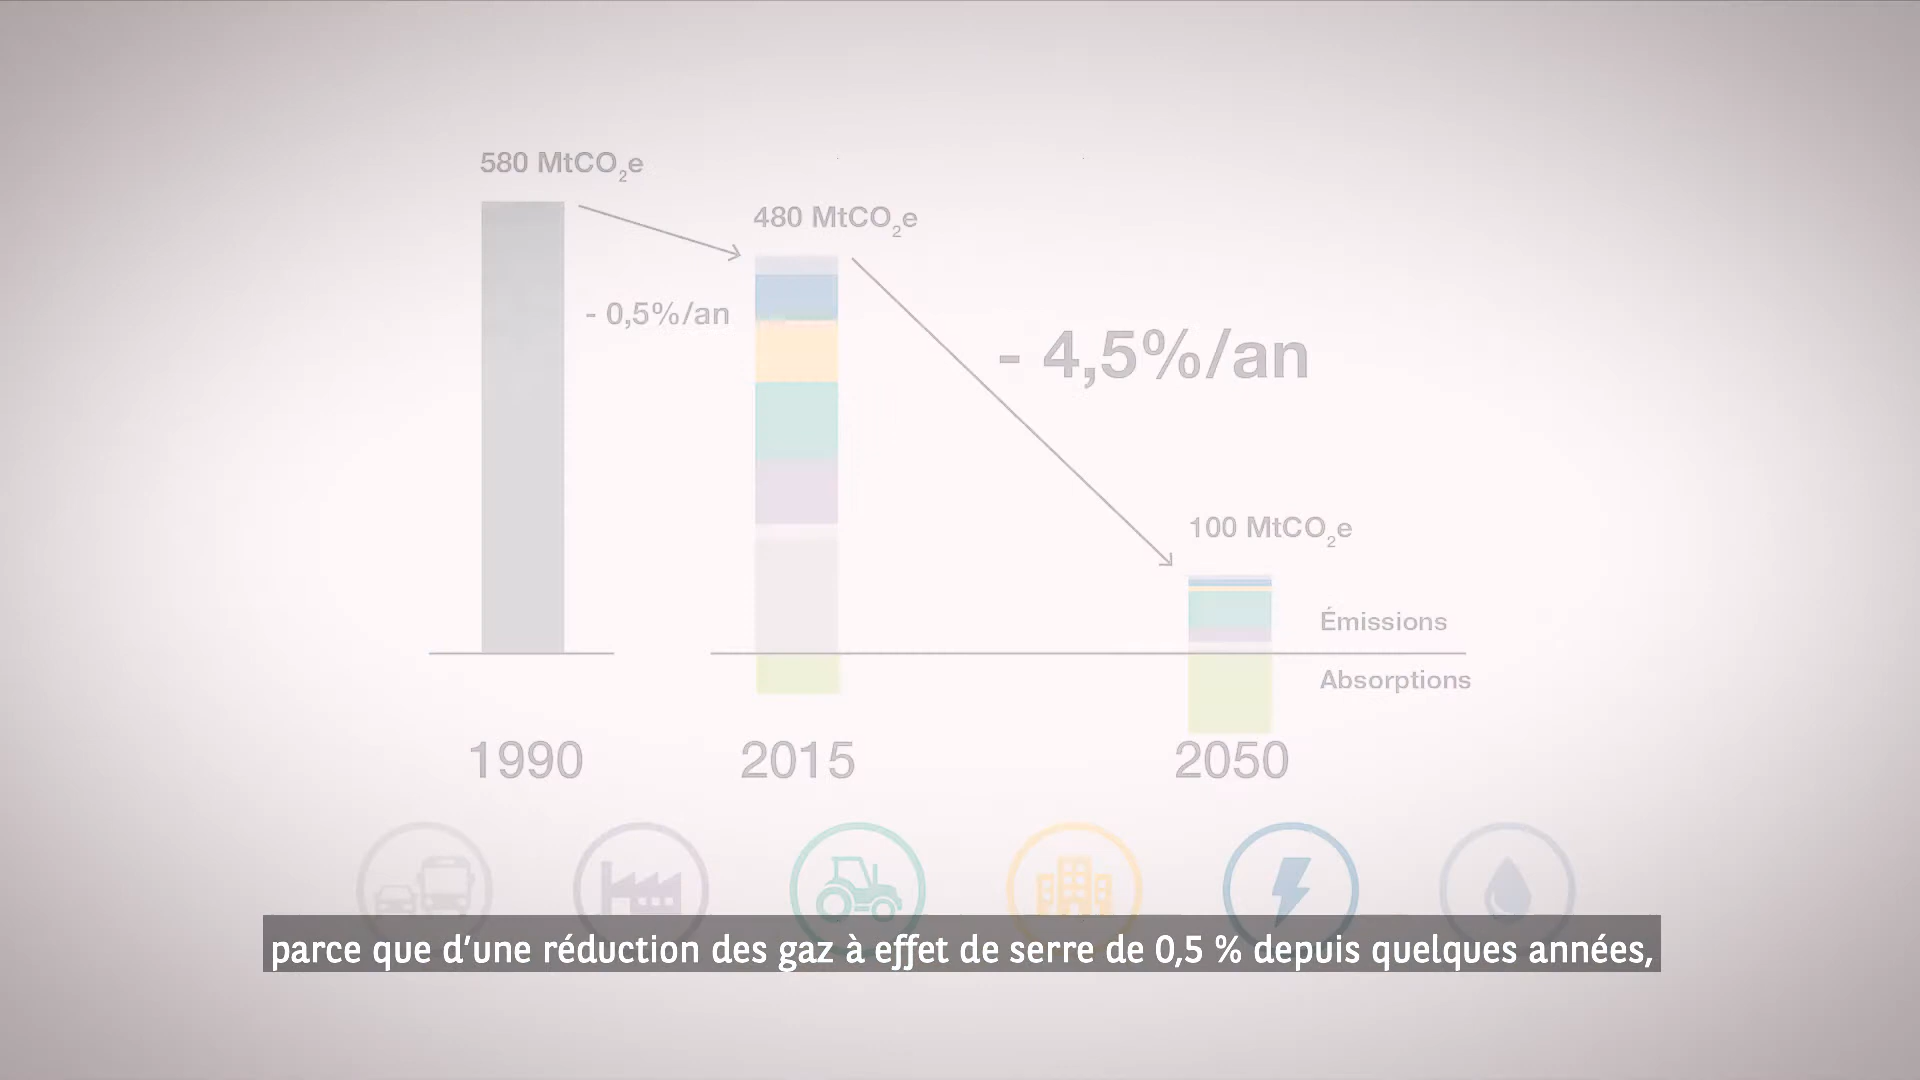 580 MtCO₂e
480 MtCO₂e
- 0,5%/an
- 4,5%/an
100 MtCO₂e
Émissions
Absorptions
1990 2015 2050
parce que d’une réduction des gaz à effet de serre de 0,5 % depuis quelques années,